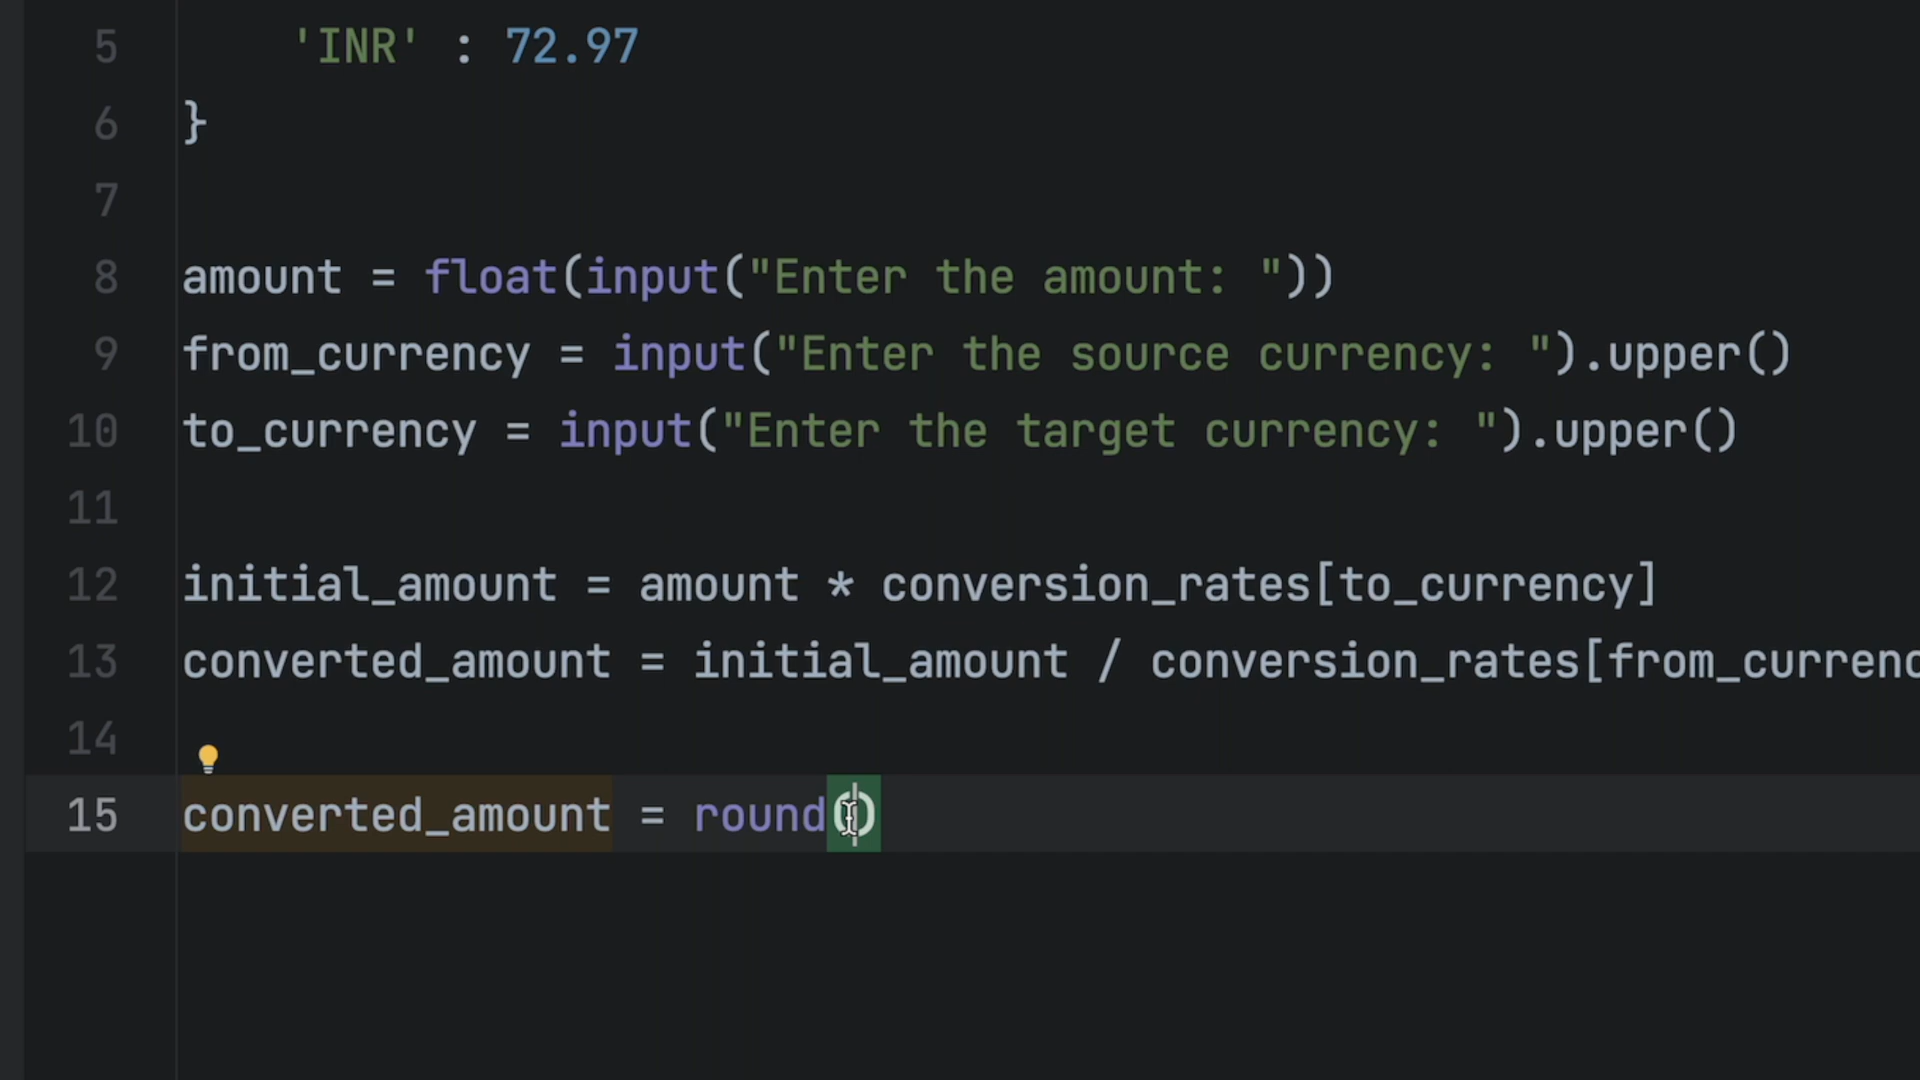 5 'INR' : 72.97
6 }
7
8 amount = float(input("Enter the amount: "))
9 from_currency = input("Enter the source currency: ").upper()
10 to_currency = input("Enter the target currency: ").upper()
11
12 initial_amount = amount * conversion_rates[to_currency]
13 converted_amount = initial_amount / conversion_rates[from_currenc
14
15 converted_amount = round()